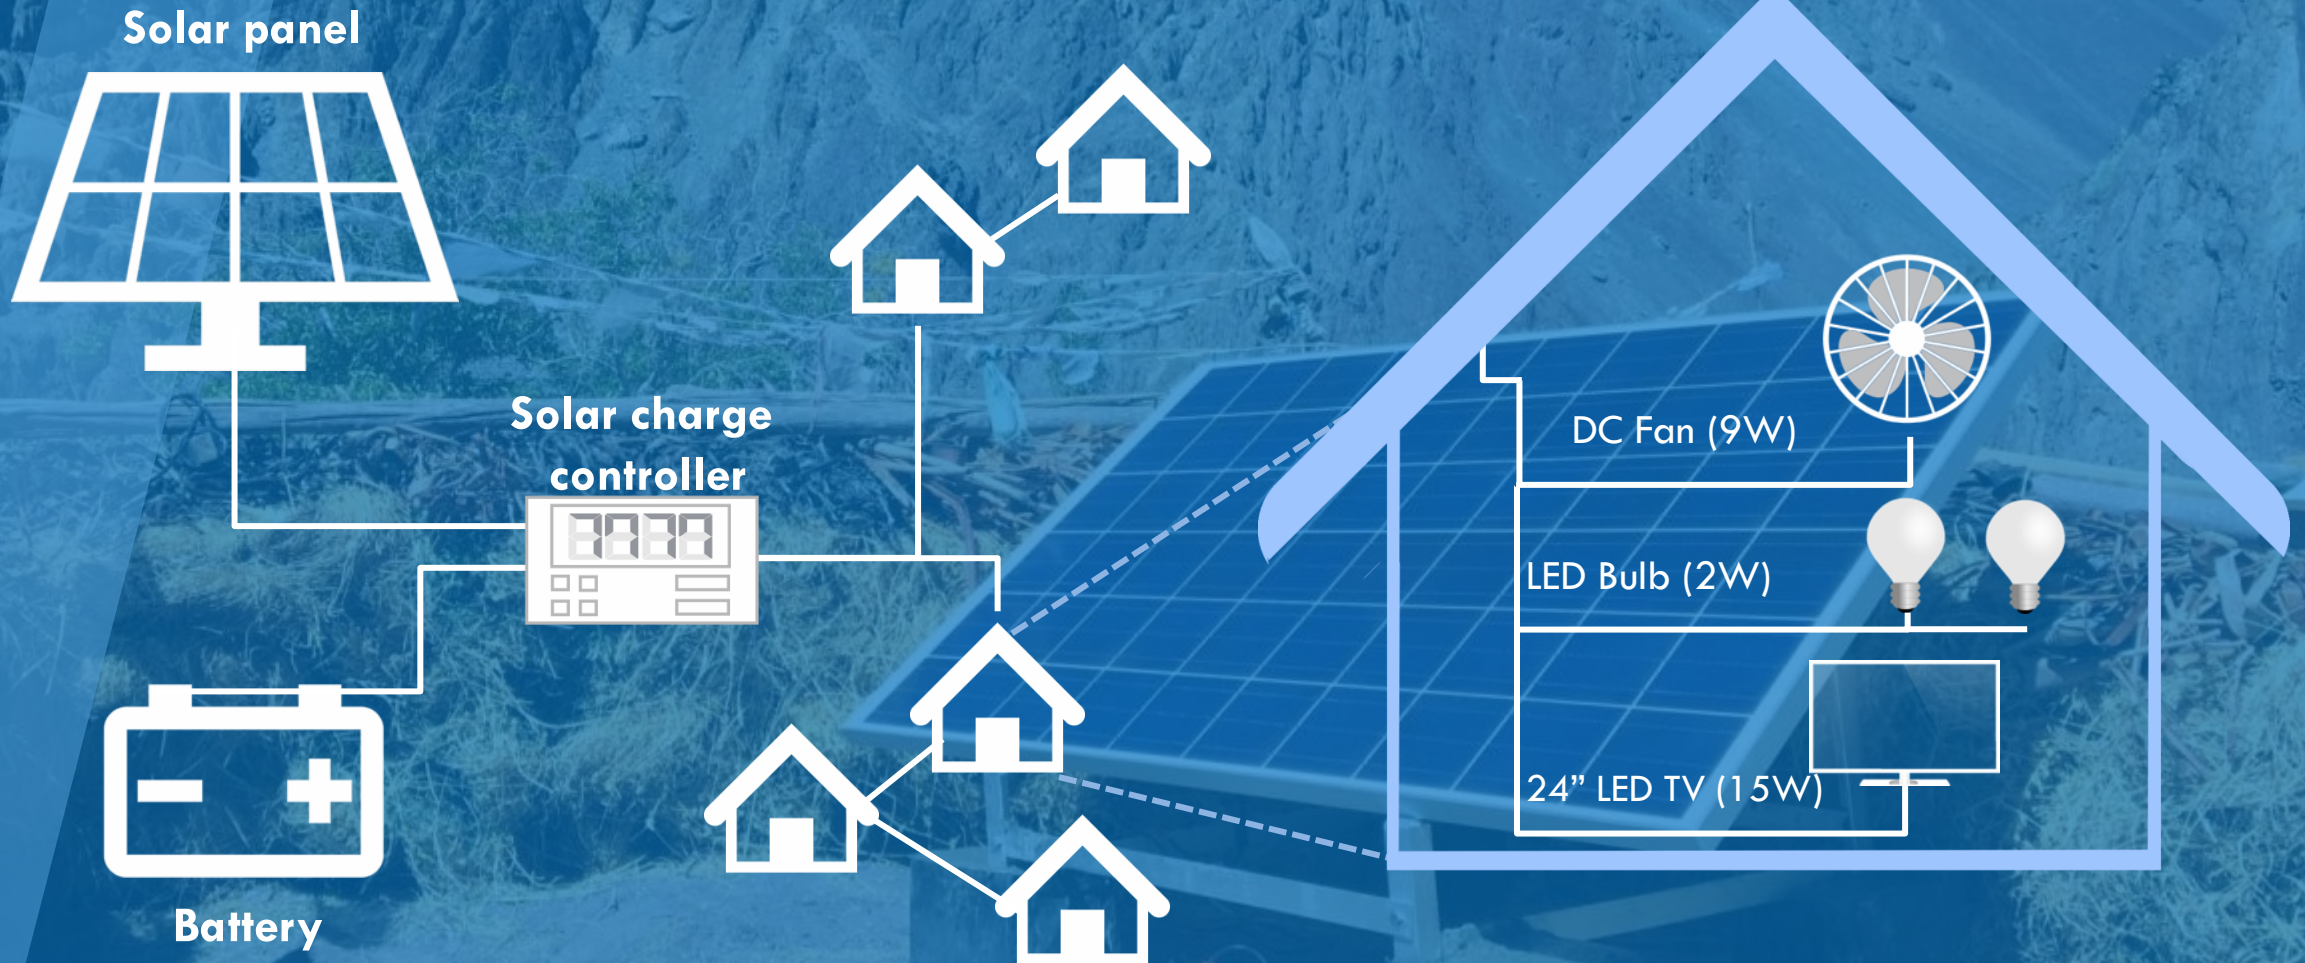 Solar panel
Solar charge
controller
Battery
DC Fan (9W)
LED Bulb (2W)
24” LED TV (15W)